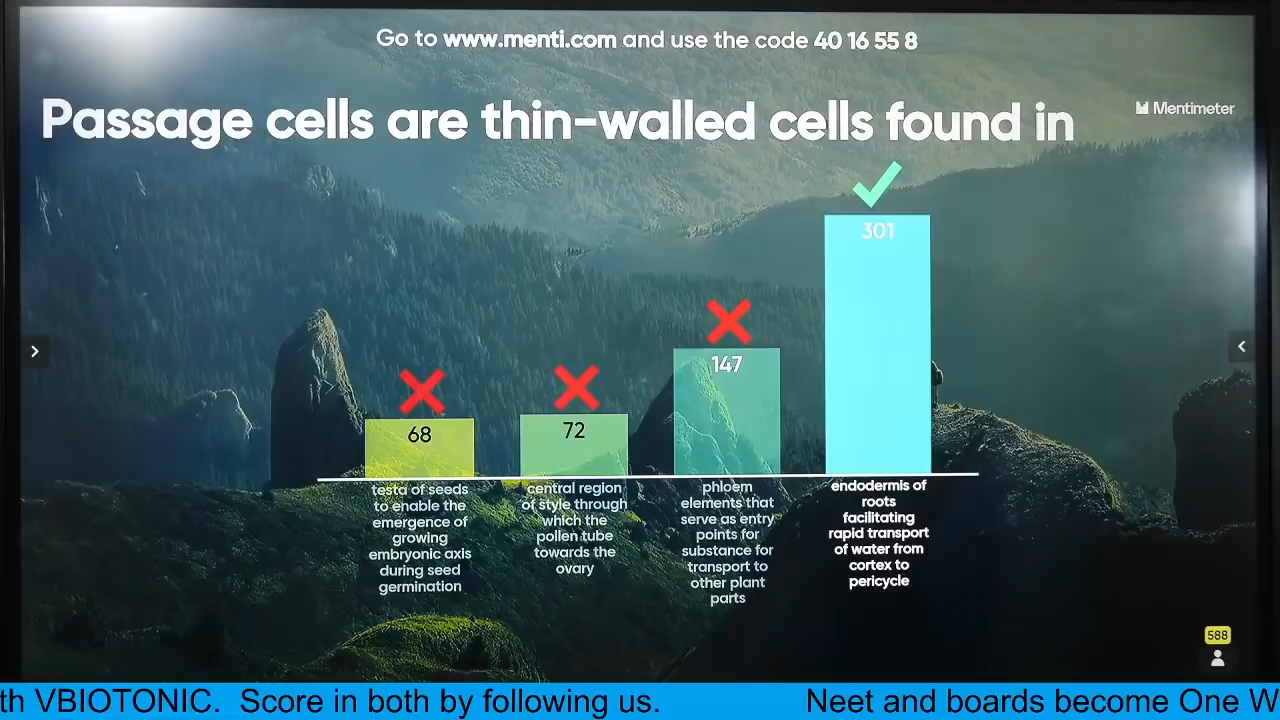 Go to www.menti.com and use the code 40 16 55 8
Mentimeter
Passage cells are thin-walled cells found in
68
72
147
301
testa of seeds
to enable the
emergence of
growing
embryonic axis
during seed
germination
central region
of style through
which the
pollen tube
towards the
ovary
phloem
elements that
serve as entry
points for
substance for
transport to
other plant
parts
endodermis of
roots
facilitating
rapid transport
of water from
cortex to
pericycle
588
th VBIOTONIC. Score in both by following us. Neet and boards become One W